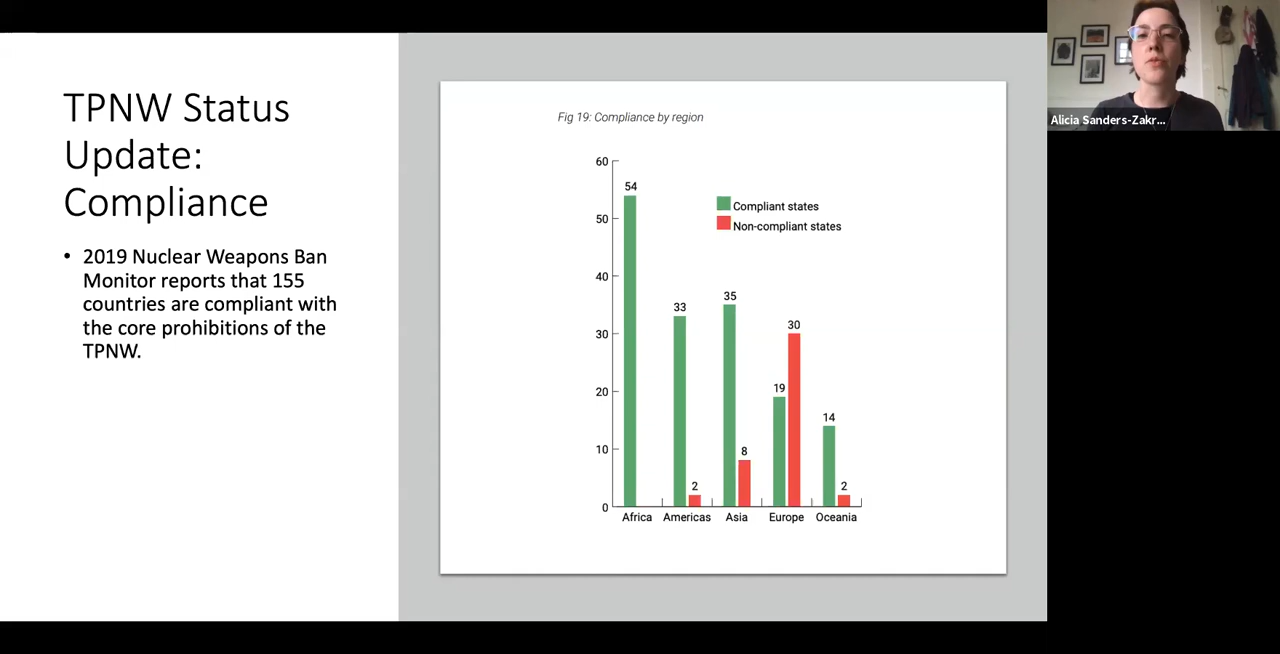 TPNW Status
Update:
Compliance
• 2019 Nuclear Weapons Ban
Monitor reports that 155
countries are compliant with
the core prohibitions of the
TPNW.
Fig 19: Compliance by region
60
50
40
30
20
10
0
54
33
2
35
8
19
30
14
2
Compliant states
Non-compliant states
Africa Americas Asia Europe Oceania
Alicia Sanders-Zakr...